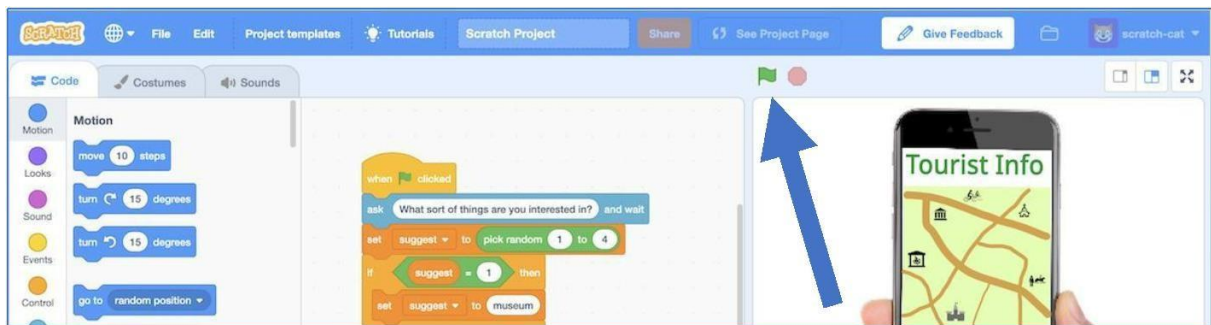 SCRATCH File Edit Project templates Tutorials Scratch Project Share See Project Page Give Feedback scratch-cat
Code Costumes Sounds
Motion
Looks
Sound
Events
Control
Motion
move 10 steps
turn 15 degrees
turn 15 degrees
go to random position
when clicked
ask What sort of things are you interested in? and wait
set suggest to pick random 1 to 4
if suggest = 1 then
set suggest to museum
Tourist Info